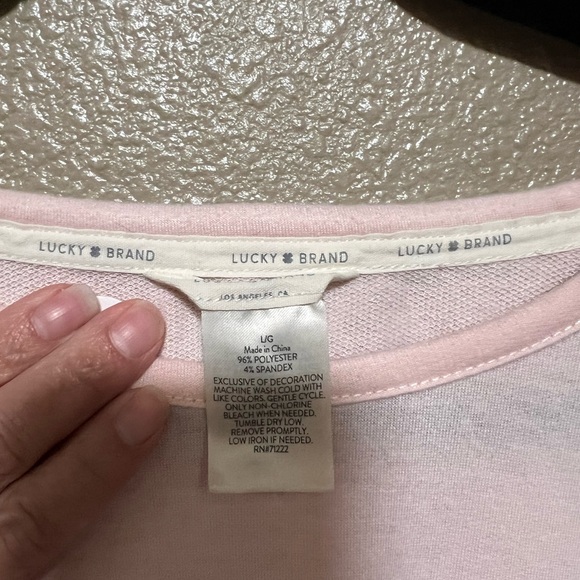 LUCKY BRAND LUCKY BRAND LUCKY BRAND
LOS ANGELES, CA
L/G
Made in China
96% POLYESTER
4% SPANDEX
EXCLUSIVE OF DECORATION
MACHINE WASH COLD WITH
LIKE COLORS. GENTLE CYCLE.
ONLY NON-CHLORINE
BLEACH WHEN NEEDED.
TUMBLE DRY LOW.
REMOVE PROMPTLY.
LOW IRON IF NEEDED.
RN#71222